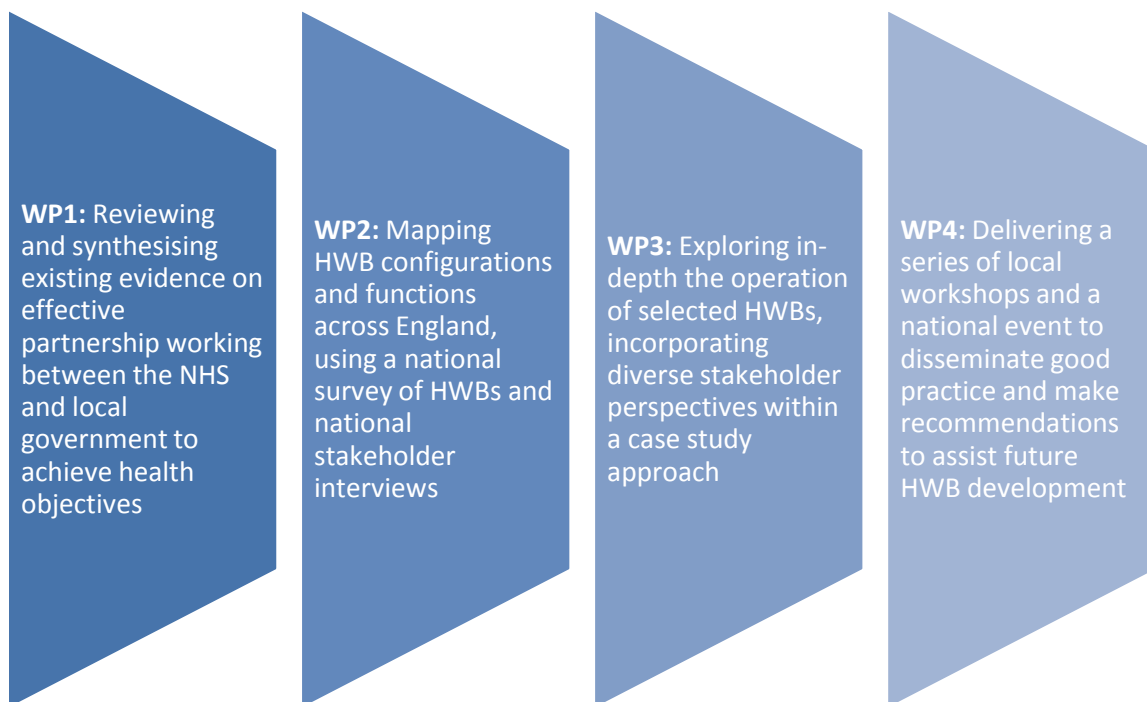 WP1: Reviewing
and synthesising
existing evidence on
effective
partnership working
between the NHS
and local
government to
achieve health
objectives
WP2: Mapping
HWB configurations
and functions
across England,
using a national
survey of HWBs and
national
stakeholder
interviews
WP3: Exploring in-
depth the operation
of selected HWBs,
incorporating
diverse stakeholder
perspectives within
a case study
approach
WP4: Delivering a
series of local
workshops and a
national event to
disseminate good
practice and make
recommendations
to assist future
HWB development